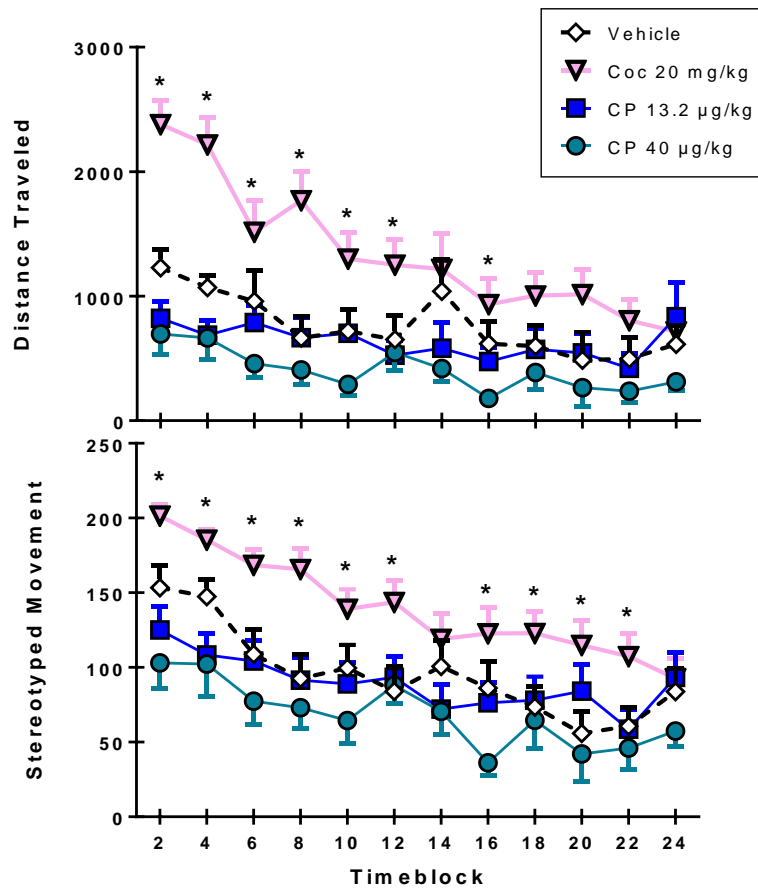 Vehicle
Coc 20 mg/kg
CP 13.2 µg/kg
CP 40 µg/kg
Distance Traveled
3000
2000
1000
0
* * * * * * *
Stereotyped Movement
250
200
150
100
50
0
* * * * * * * * * *
2 4 6 8 10 12 14 16 18 20 22 24
Timeblock